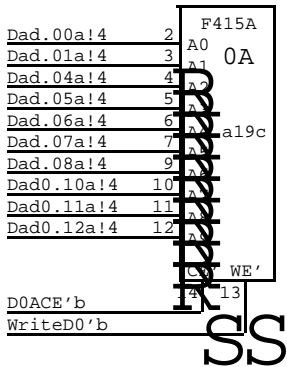 F415A
Dad.00a!4 2 A0 0A
Dad.01a!4 3 A1
Dad.04a!4 4 A2
Dad.05a!4 5
Dad.06a!4 6 a19c
Dad.07a!4 7
Dad.08a!4 9
Dad0.10a!4 10
Dad0.11a!4 11
Dad0.12a!4 12
WE'
14 13
D0ACE'b
WriteD0'b
SS